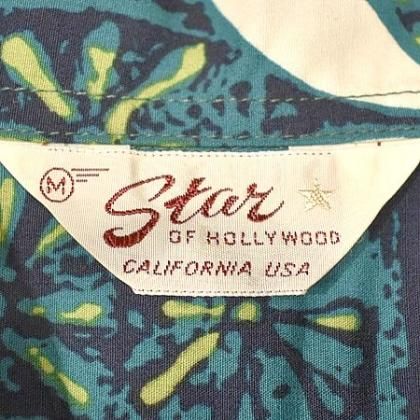 M
Star
OF HOLLYWOOD
CALIFORNIA USA